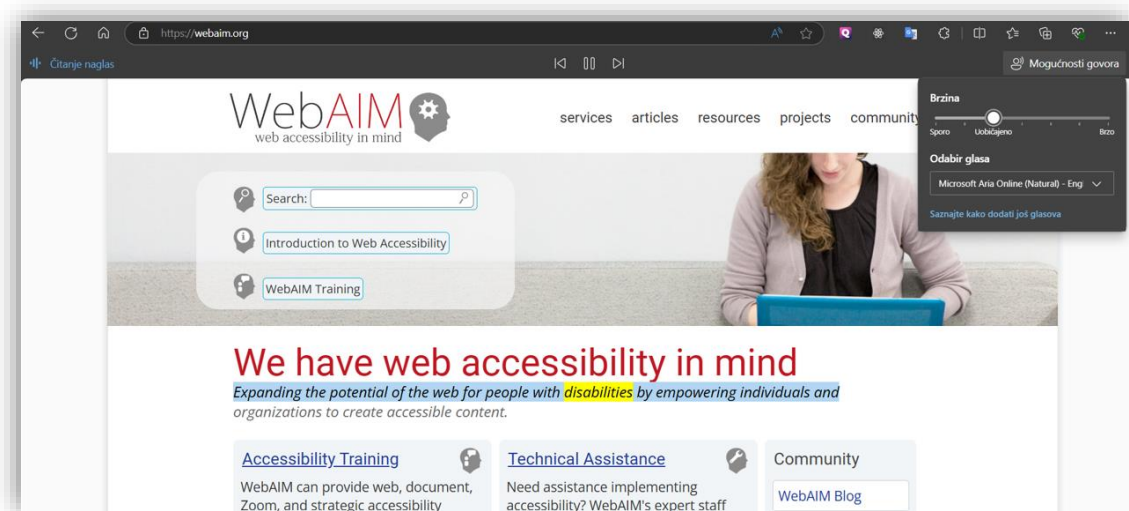 https://webaim.org
Čitanje naglas
Mogućnosti govora
Brzina
Sporo Uobičajeno Brzo
Odabir glasa
Microsoft Aria Online (Natural) - Eng
Saznajte kako dodati još glasova
WebAIM
web accessibility in mind
services articles resources projects community
Search:
Introduction to Web Accessibility
WebAIM Training
We have web accessibility in mind
Expanding the potential of the web for people with disabilities by empowering individuals and
organizations to create accessible content.
Accessibility Training
WebAIM can provide web, document,
Zoom, and strategic accessibility
Technical Assistance
Need assistance implementing
accessibility? WebAIM's expert staff
Community
WebAIM Blog